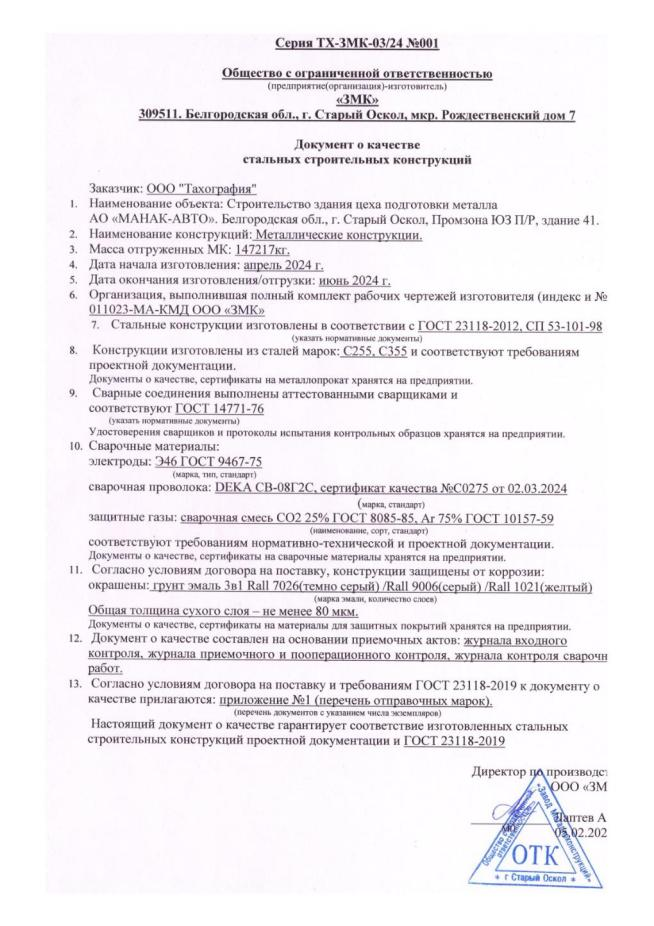 Серия ТХ-ЗМК-03/24 №001
Общество с ограниченной ответственностью
(предприятие(организация)-изготовитель)
«ЗМК»
309511. Белгородская обл., г. Старый Оскол, мкр. Рождественский дом 7
Документ о качестве
стальных строительных конструкций
Заказчик: ООО "Тахография"
1. Наименование объекта: Строительство здания цеха подготовки металла
АО «МАНАК-АВТО». Белгородская обл., г. Старый Оскол, Промзона ЮЗ П/Р, здание 41.
2. Наименование конструкций: Металлические конструкции.
3. Масса отгруженных МК: 147217кг.
4. Дата начала изготовления: апрель 2024 г.
5. Дата окончания изготовления/отгрузки: июнь 2024 г.
6. Организация, выполнившая полный комплект рабочих чертежей изготовителя (индекс и №
011023-МА-КМД ООО «ЗМК»
7. Стальные конструкции изготовлены в соответствии с ГОСТ 23118-2012, СП 53-101-98
(указать нормативные документы)
8. Конструкции изготовлены из сталей марок: С255, С355 и соответствуют требованиям
проектной документации.
Документы о качестве, сертификаты на металлопрокат хранятся на предприятии.
9. Сварные соединения выполнены аттестованными сварщиками и
соответствуют ГОСТ 14771-76
(указать нормативные документы)
Удостоверения сварщиков и протоколы испытания контрольных образцов хранятся на предприятии.
10. Сварочные материалы:
электроды: Э46 ГОСТ 9467-75
(марка, тип, стандарт)
сварочная проволока: DEKA СВ-08Г2С, сертификат качества №С0275 от 02.03.2024
(марка, стандарт)
защитные газы: сварочная смесь СО2 25% ГОСТ 8085-85, Ar 75% ГОСТ 10157-59
(наименование, сорт, стандарт)
соответствуют требованиям нормативно-технической и проектной документации.
Документы о качестве, сертификаты на сварочные материалы хранятся на предприятии.
11. Согласно условиям договора на поставку, конструкции защищены от коррозии:
окрашены: грунт эмаль 3в1 Rall 7026(темно серый) /Rall 9006(серый) /Rall 1021(желтый)
(марка эмали, количество слоев)
Общая толщина сухого слоя – не менее 80 мкм.
Документы о качестве, сертификаты на материалы для защитных покрытий хранятся на предприятии.
12. Документ о качестве составлен на основании приемочных актов: журнала входного
контроля, журнала приемочного и пооперационного контроля, журнала контроля сварочн
работ.
13. Согласно условиям договора на поставку и требованиям ГОСТ 23118-2019 к документу о
качестве прилагаются: приложение №1 (перечень отправочных марок).
(перечень документов с указанием числа экземпляров)
Настоящий документ о качестве гарантирует соответствие изготовленных стальных
строительных конструкций проектной документации и ГОСТ 23118-2019
Директор по производст
ООО «ЗМ
Лаптев А
МП
05.02.202
Общество с ограниченной ответственностью
«Завод Металлоконструкций»
ОТК
* г Старый Оскол *